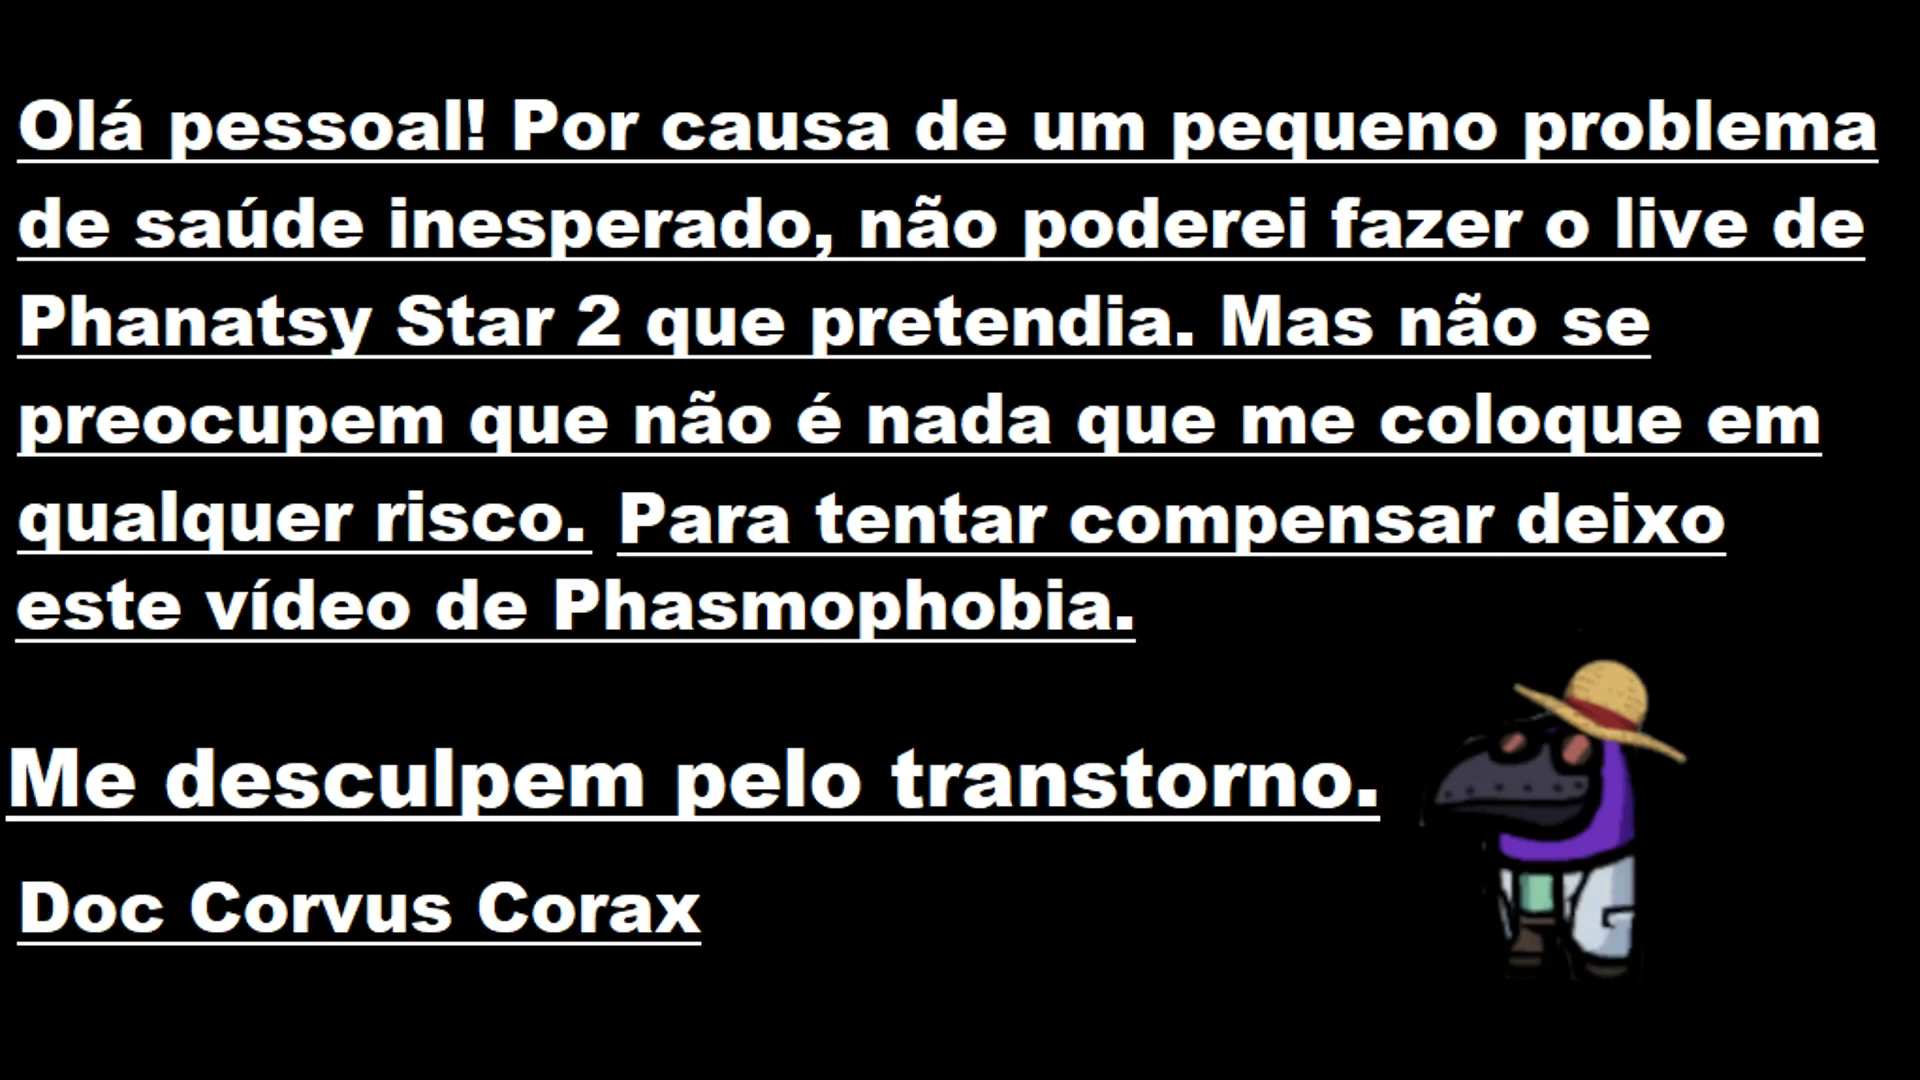 Olá pessoal! Por causa de um pequeno problema
de saúde inesperado, não poderei fazer o live de
Phanatsy Star 2 que pretendia. Mas não se
preocupem que não é nada que me coloque em
qualquer risco. Para tentar compensar deixo
este vídeo de Phasmophobia.
Me desculpem pelo transtorno.
Doc Corvus Corax